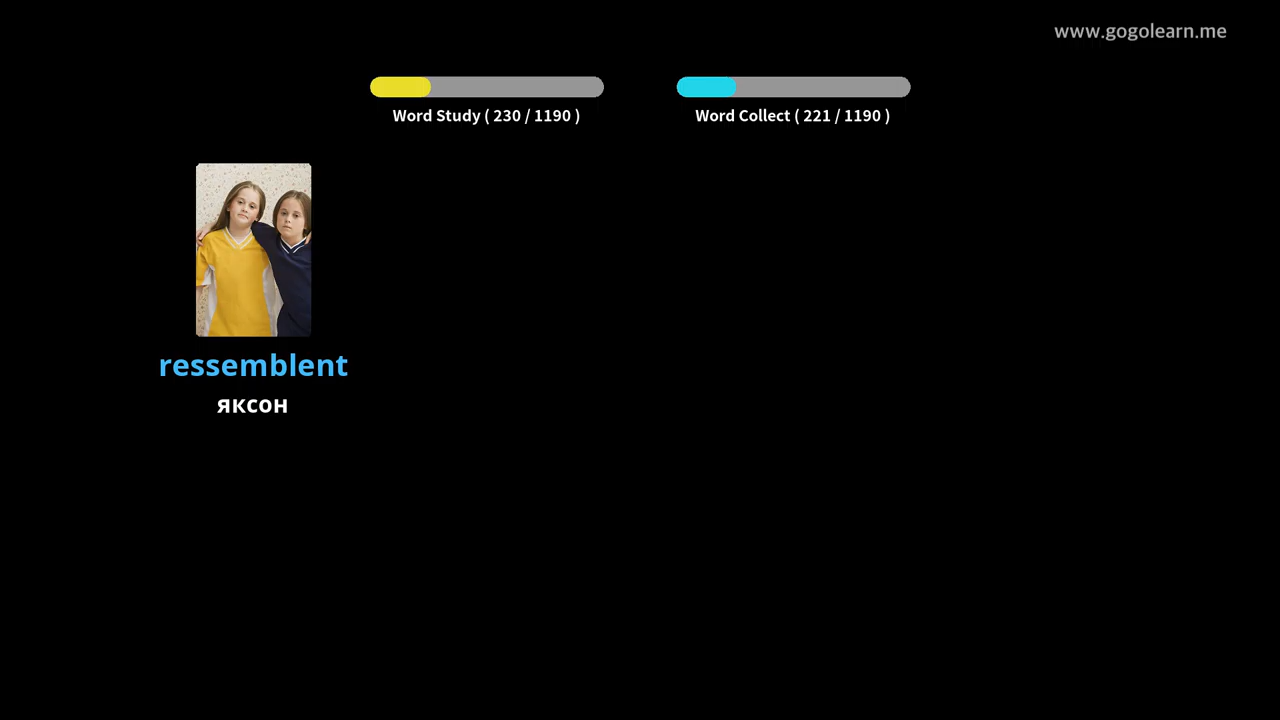 www.gogolearn.me
Word Study ( 230 / 1190 )
Word Collect ( 221 / 1190 )
ressemblent
яксон